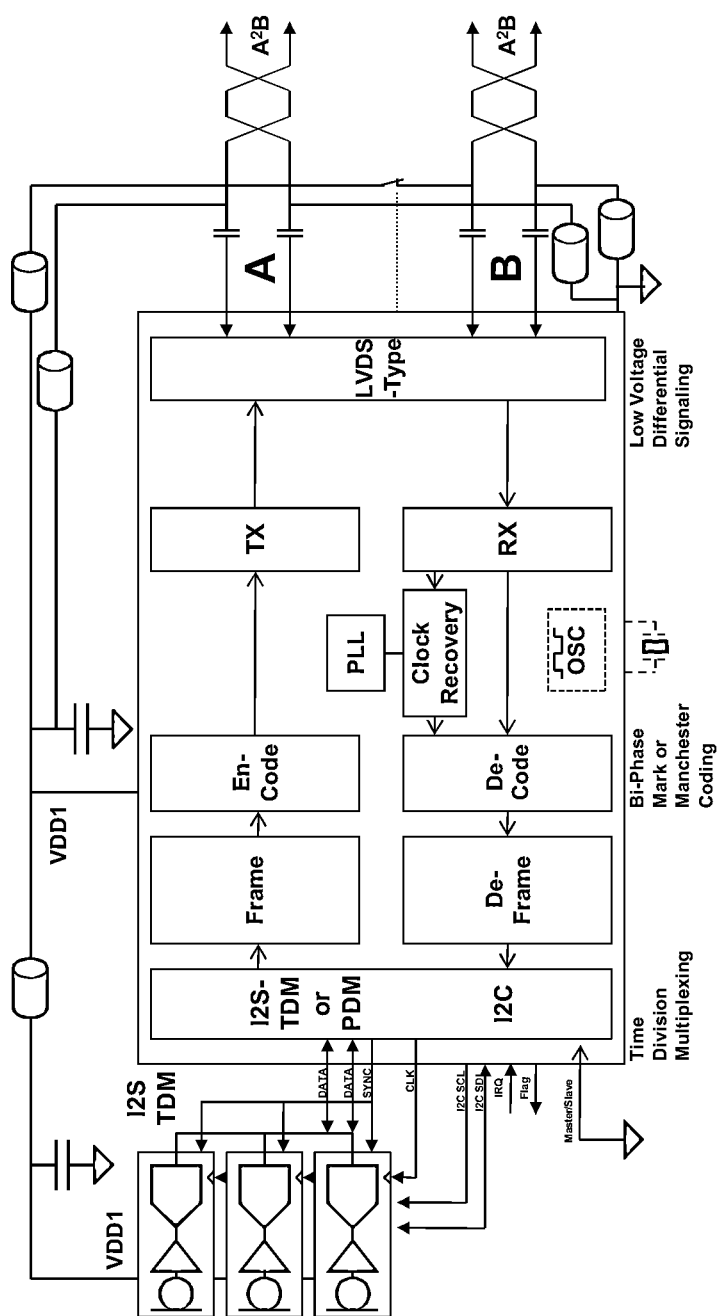 A²B
A²B
A
B
LVDS
-Type
Low Voltage
Differential
Signaling
TX
RX
PLL
Clock
Recovery
OSC
VDD1
En-
Code
De-
Code
Bi-Phase
Mark or
Manchester
Coding
Frame
De-
Frame
I2S-
TDM
or
PDM
I2C
Time
Division
Multiplexing
I2S
TDM
DATA
DATA
SYNC
CLK
I2C SCL
I2C SDL
IRQ
Flag
Master/Slave
VDD1